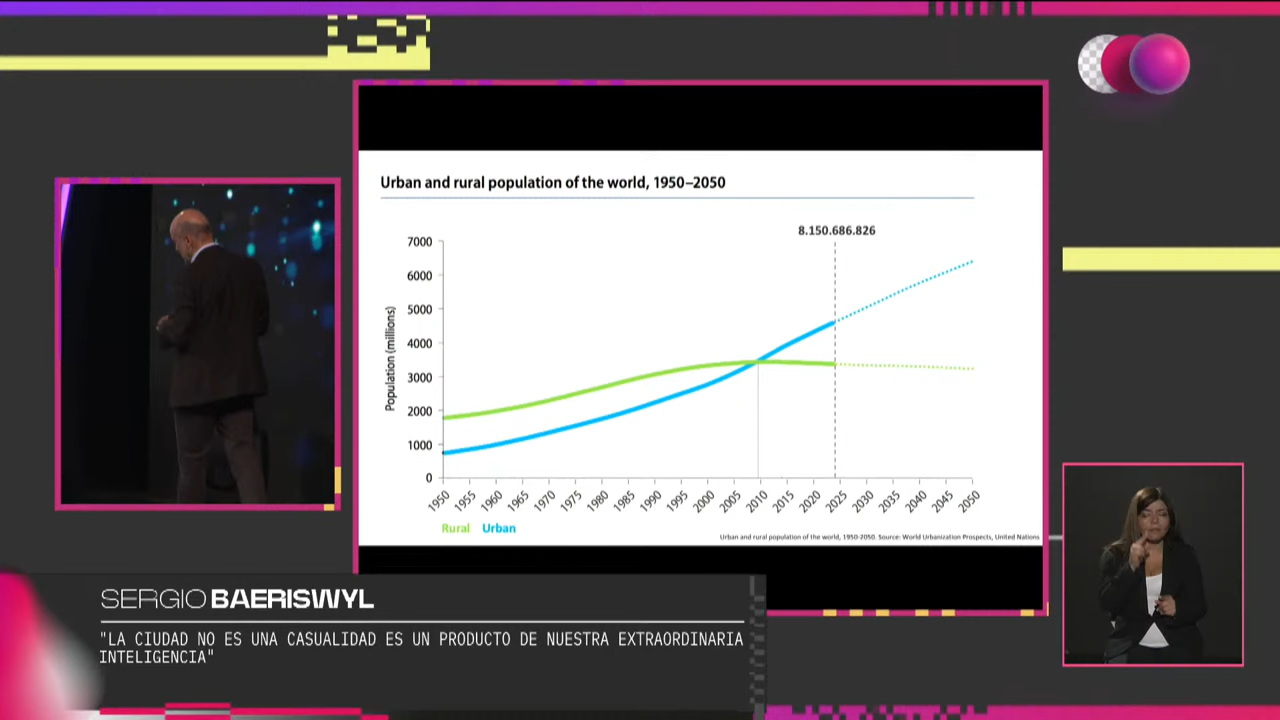 Urban and rural population of the world, 1950–2050
8.150.686.826
Population (millions)
7000
6000
5000
4000
3000
2000
1000
0
1950 1955 1960 1965 1970 1975 1980 1985 1990 1995 2000 2005 2010 2015 2020 2025 2030 2035 2040 2045 2050
Rural Urban
Urban and rural population of the world, 1950-2050. Source: World Urbanization Prospects, United Nations
SERGIO BAERISWYL
"LA CIUDAD NO ES UNA CASUALIDAD ES UN PRODUCTO DE NUESTRA EXTRAORDINARIA
INTELIGENCIA"